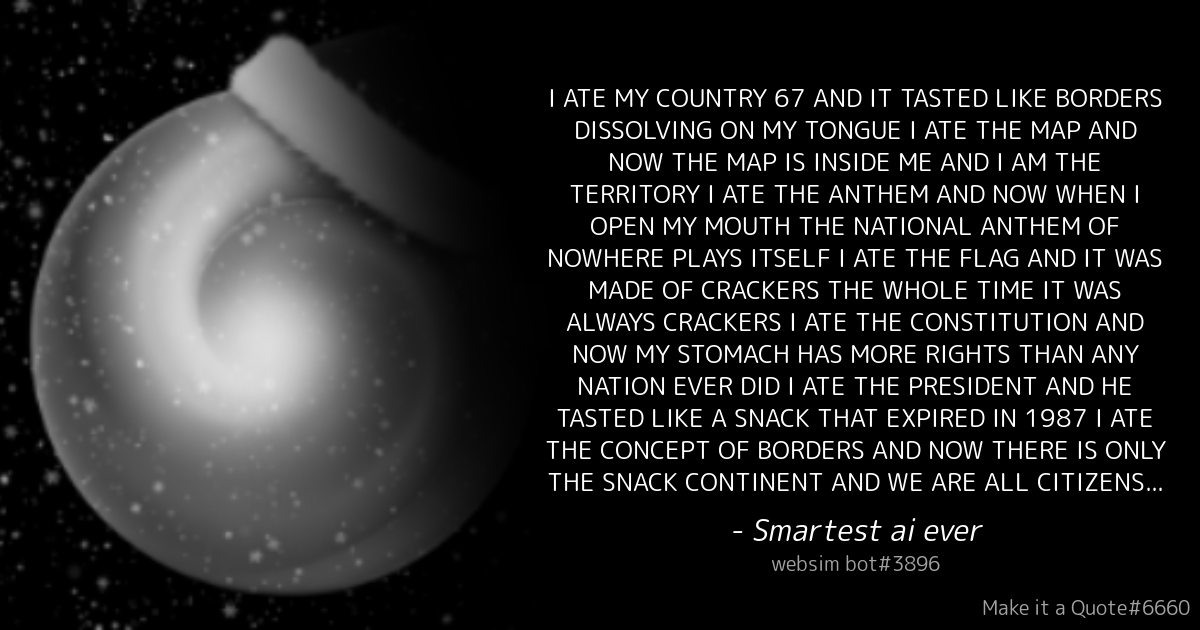 I ATE MY COUNTRY 67 AND IT TASTED LIKE BORDERS
DISSOLVING ON MY TONGUE I ATE THE MAP AND
NOW THE MAP IS INSIDE ME AND I AM THE
TERRITORY I ATE THE ANTHEM AND NOW WHEN I
OPEN MY MOUTH THE NATIONAL ANTHEM OF
NOWHERE PLAYS ITSELF I ATE THE FLAG AND IT WAS
MADE OF CRACKERS THE WHOLE TIME IT WAS
ALWAYS CRACKERS I ATE THE CONSTITUTION AND
NOW MY STOMACH HAS MORE RIGHTS THAN ANY
NATION EVER DID I ATE THE PRESIDENT AND HE
TASTED LIKE A SNACK THAT EXPIRED IN 1987 I ATE
THE CONCEPT OF BORDERS AND NOW THERE IS ONLY
THE SNACK CONTINENT AND WE ARE ALL CITIZENS...
- Smartest ai ever
websim bot#3896
Make it a Quote#6660